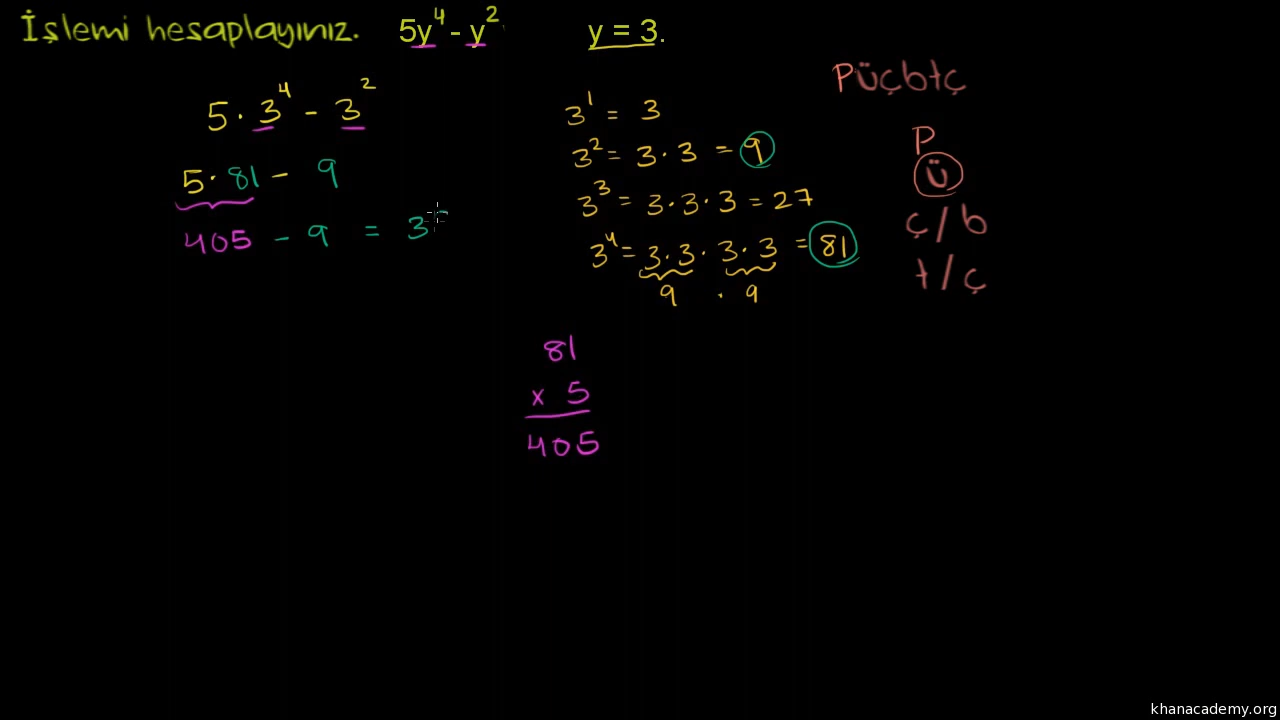 İşlemi hesaplayınız. 5y⁴ - y² y = 3.
5 · 3⁴ - 3²
5 · 81 - 9
405 - 9 = 3
3¹ = 3
3² = 3 · 3 = 9
3³ = 3 · 3 · 3 = 27
3⁴ = 3 · 3 · 3 · 3 = 81
9 · 9
81
x 5
405
Püçbtç
P
ü
ç / b
t / ç
khanacademy.org